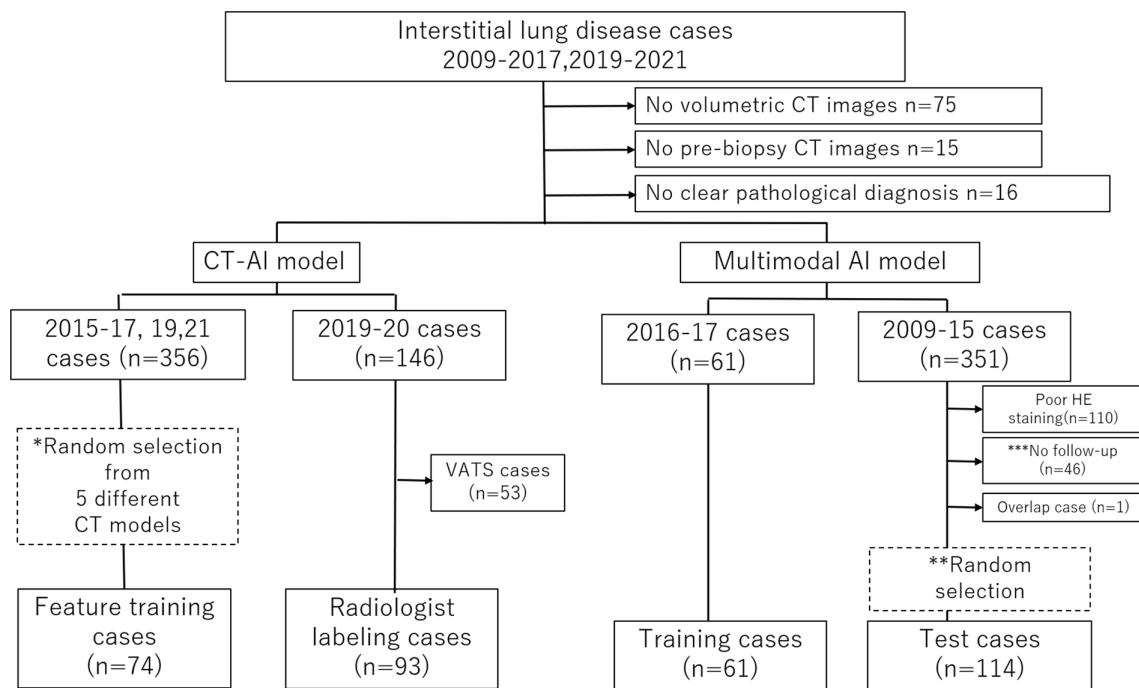 Interstitial lung disease cases
2009-2017,2019-2021
No volumetric CT images n=75
No pre-biopsy CT images n=15
No clear pathological diagnosis n=16
CT-AI model
Multimodal AI model
2015-17, 19,21
cases (n=356)
2019-20 cases
(n=146)
2016-17 cases
(n=61)
2009-15 cases
(n=351)
Poor HE
staining(n=110)
***No follow-up
(n=46)
Overlap case (n=1)
*Random selection
from
5 different
CT models
VATS cases
(n=53)
**Random
selection
Feature training
cases
(n=74)
Radiologist
labeling cases
(n=93)
Training cases
(n=61)
Test cases
(n=114)